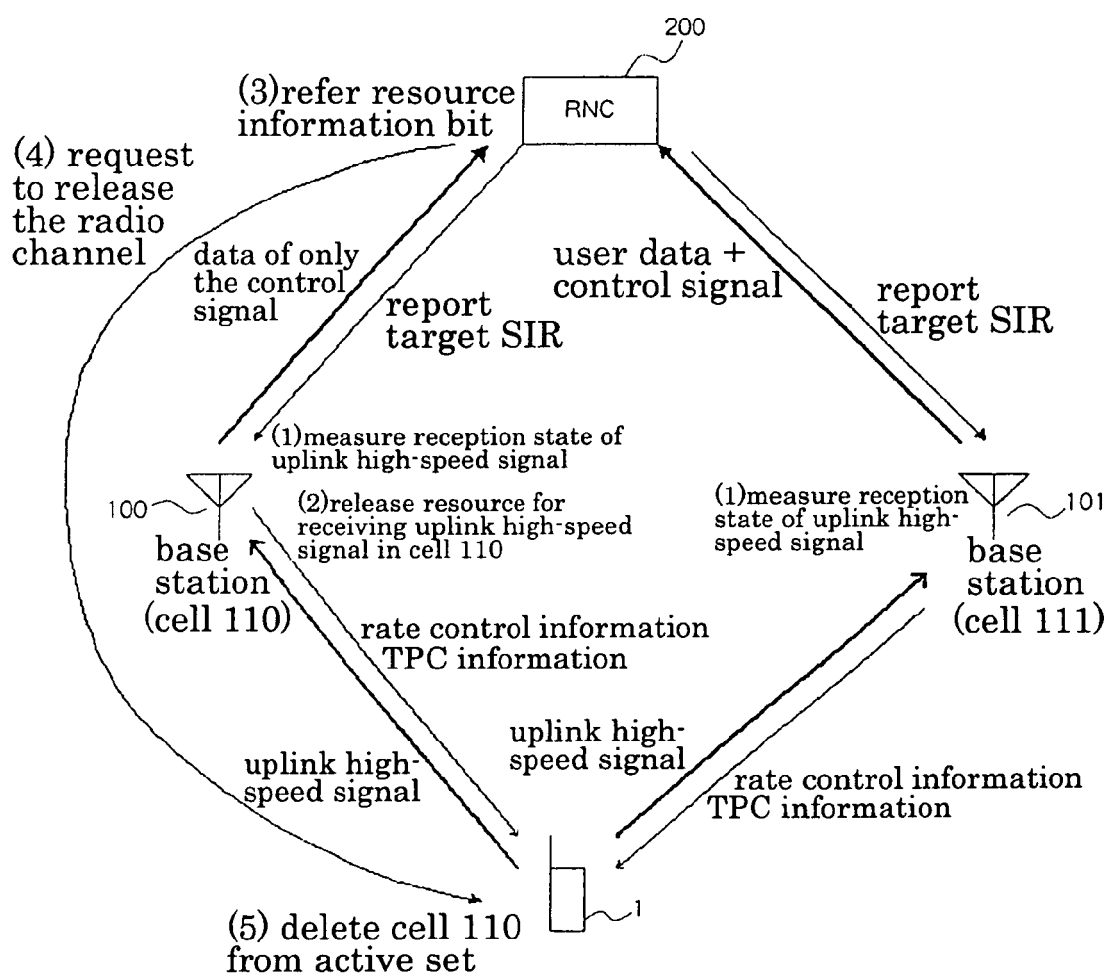 200
RNC
(3)refer resource
information bit
(4) request
to release
the radio
channel
data of only
the control
signal
report
target SIR
user data +
control signal
report
target SIR
(1)measure reception state of
uplink high-speed signal
(2)release resource for
receiving uplink high-speed
signal in cell 110
100
base
station
(cell 110)
(1)measure reception
state of uplink high-
speed signal
101
base
station
(cell 111)
rate control information
TPC information
uplink high-
speed signal
uplink high-
speed signal
rate control information
TPC information
1
(5) delete cell 110
from active set